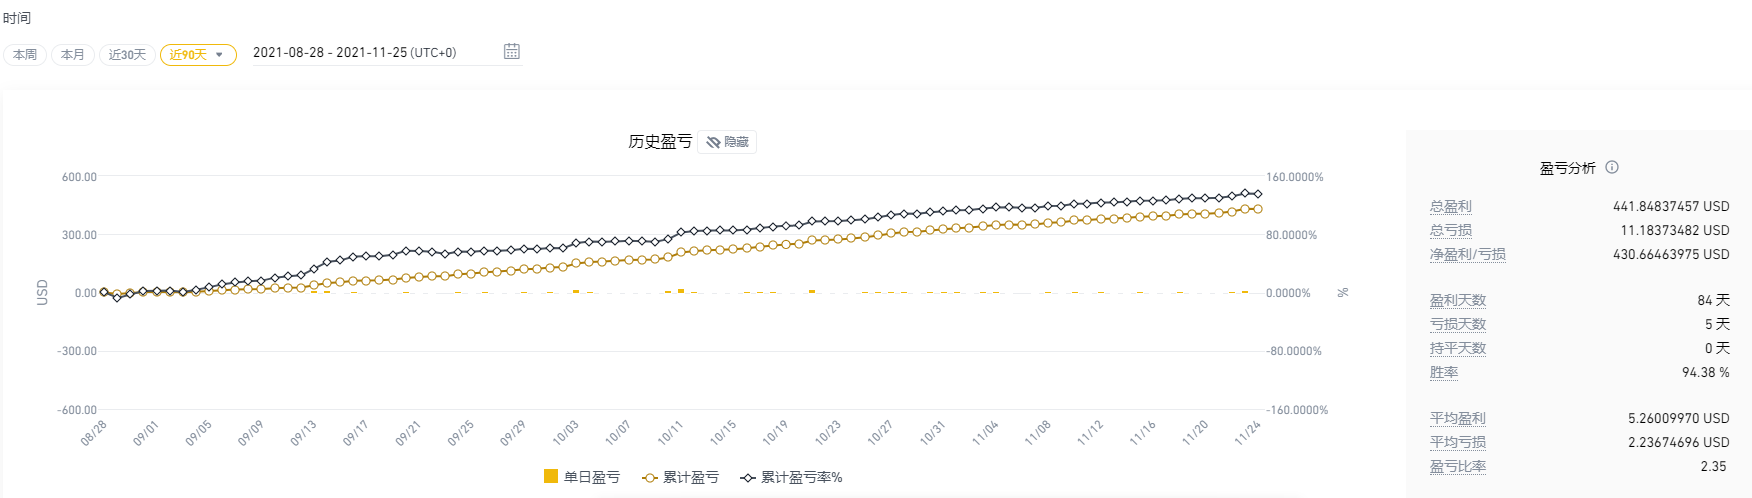 时间
本周 本月 近30天 近90天 2021-08-28 - 2021-11-25 (UTC+0)
历史盈亏 隐藏
600.00 160.0000%
300.00 80.0000%
0.00 0.0000%
-300.00 -80.0000%
-600.00 -160.0000%
USD %
08/28 09/01 09/05 09/09 09/13 09/17 09/21 09/25 09/29 10/03 10/07 10/11 10/15 10/19 10/23 10/27 10/31 11/04 11/08 11/12 11/16 11/20 11/24
单日盈亏 累计盈亏 累计盈亏率%
盈亏分析
总盈利 441.84837457 USD
总亏损 11.18373482 USD
净盈利/亏损 430.66463975 USD
盈利天数 84 天
亏损天数 5 天
持平天数 0 天
胜率 94.38 %
平均盈利 5.26009970 USD
平均亏损 2.23674696 USD
盈亏比率 2.35